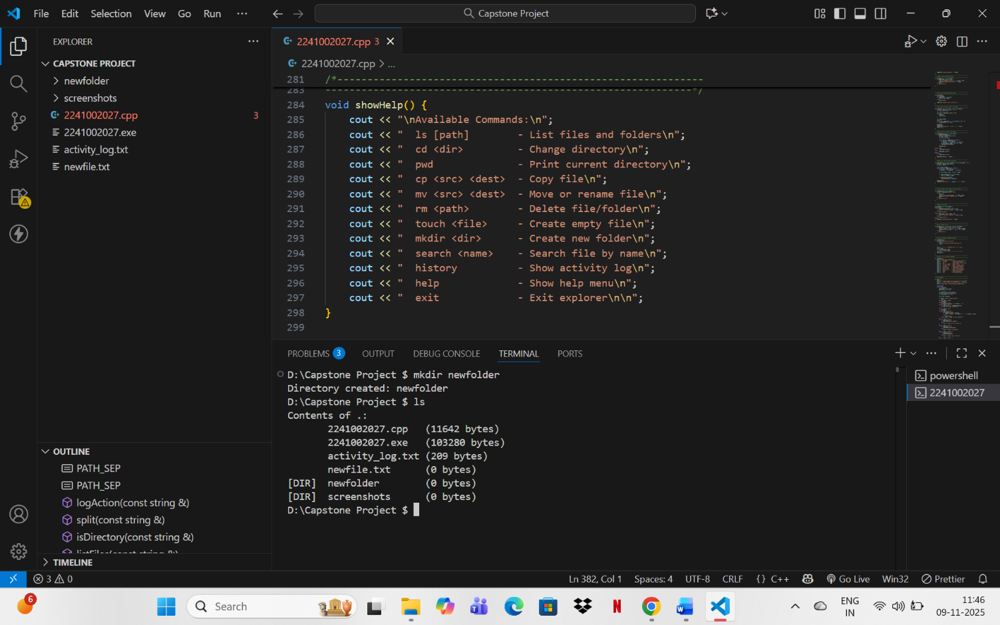 File Edit Selection View Go Run ···
Capstone Project
EXPLORER
CAPSTONE PROJECT
newfolder
screenshots
2241002027.cpp 3
2241002027.exe
activity_log.txt
newfile.txt
OUTLINE
PATH_SEP
PATH_SEP
logAction(const string &)
split(const string &)
isDirectory(const string &)
listFiles(const string &)
TIMELINE
2241002027.cpp 3
2241002027.cpp > ...
281 /*-------------------------------------------------------------
283 -------------------------------------------------------------*/
284 void showHelp() {
285 cout << "\nAvailable Commands:\n";
286 cout << "  ls [path]        - List files and folders\n";
287 cout << "  cd <dir>         - Change directory\n";
288 cout << "  pwd              - Print current directory\n";
289 cout << "  cp <src> <dest>  - Copy file\n";
290 cout << "  mv <src> <dest>  - Move or rename file\n";
291 cout << "  rm <path>        - Delete file/folder\n";
292 cout << "  touch <file>     - Create empty file\n";
293 cout << "  mkdir <dir>      - Create new folder\n";
294 cout << "  search <name>    - Search file by name\n";
295 cout << "  history          - Show activity log\n";
296 cout << "  help             - Show help menu\n";
297 cout << "  exit             - Exit explorer\n\n";
298 }
299
PROBLEMS 3 OUTPUT DEBUG CONSOLE TERMINAL PORTS
D:\Capstone Project $ mkdir newfolder
Directory created: newfolder
D:\Capstone Project $ ls
Contents of .:
2241002027.cpp (11642 bytes)
2241002027.exe (103280 bytes)
activity_log.txt (209 bytes)
newfile.txt (0 bytes)
[DIR] newfolder (0 bytes)
[DIR] screenshots (0 bytes)
D:\Capstone Project $
powershell
2241002027
3 0
Ln 382, Col 1 Spaces: 4 UTF-8 CRLF {} C++ Go Live Win32 Prettier
6
Search
ENG
IN
11:46
09-11-2025